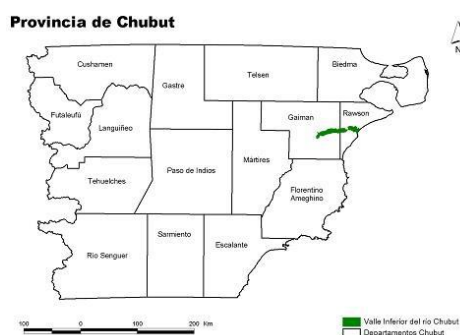 Provincia de Chubut
N
Cushamen
Gastre
Telsen
Biedma
Futaleufú
Languiñeo
Gaiman
Rawson
Paso de Indios
Mártires
Tehuelches
Florentino
Ameghino
Río Senguer
Sarmiento
Escalante
100 0 100 200 Km
Valle Inferior del río Chubut
Departamentos Chubut